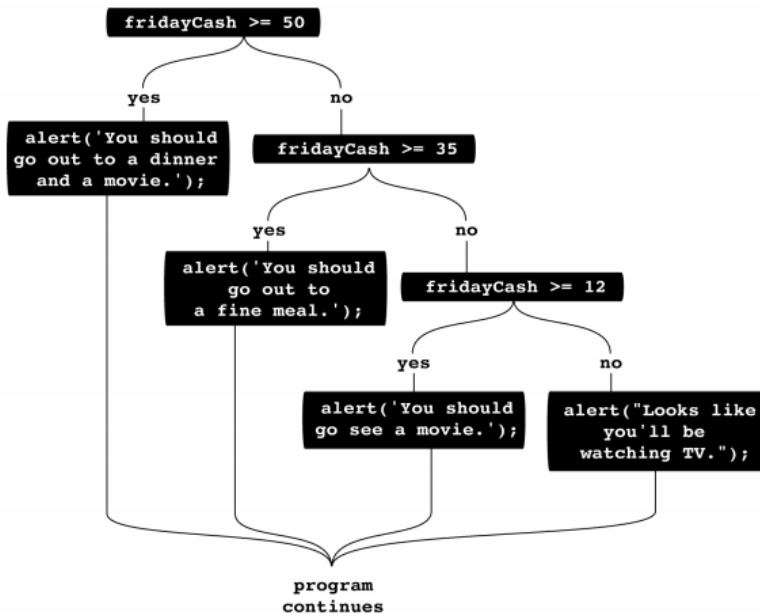 fridayCash >= 50
yes
no
alert('You should
go out to a dinner
and a movie.');
fridayCash >= 35
yes
no
alert('You should
go out to
a fine meal.');
fridayCash >= 12
yes
no
alert('You should
go see a movie.');
alert("Looks like
you'll be
watching TV.");
program
continues